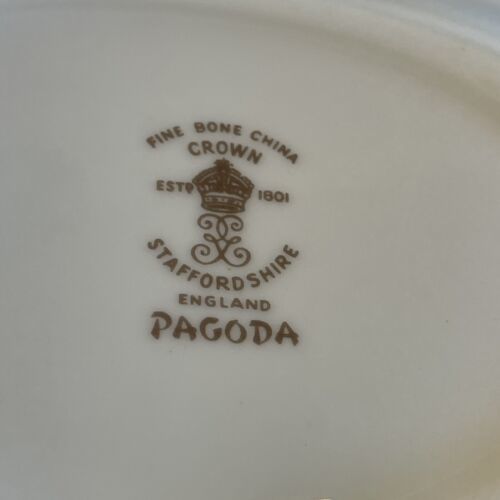 FINE BONE CHINA
CROWN
ESTD 1801
STAFFORDSHIRE
ENGLAND
PAGODA